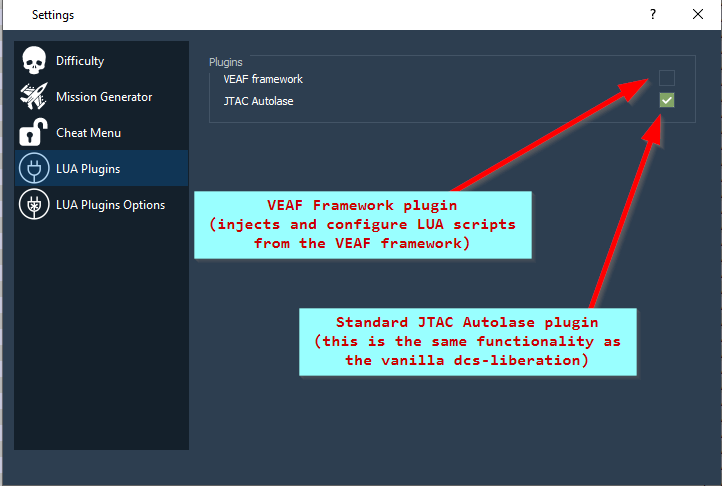 Settings
?
Difficulty
Mission Generator
Cheat Menu
LUA Plugins
LUA Plugins Options
Plugins
VEAF framework
JTAC Autolase
VEAF Framework plugin
(injects and configure LUA scripts
from the VEAF framework)
Standard JTAC Autolase plugin
(this is the same functionality as
the vanilla dcs-liberation)